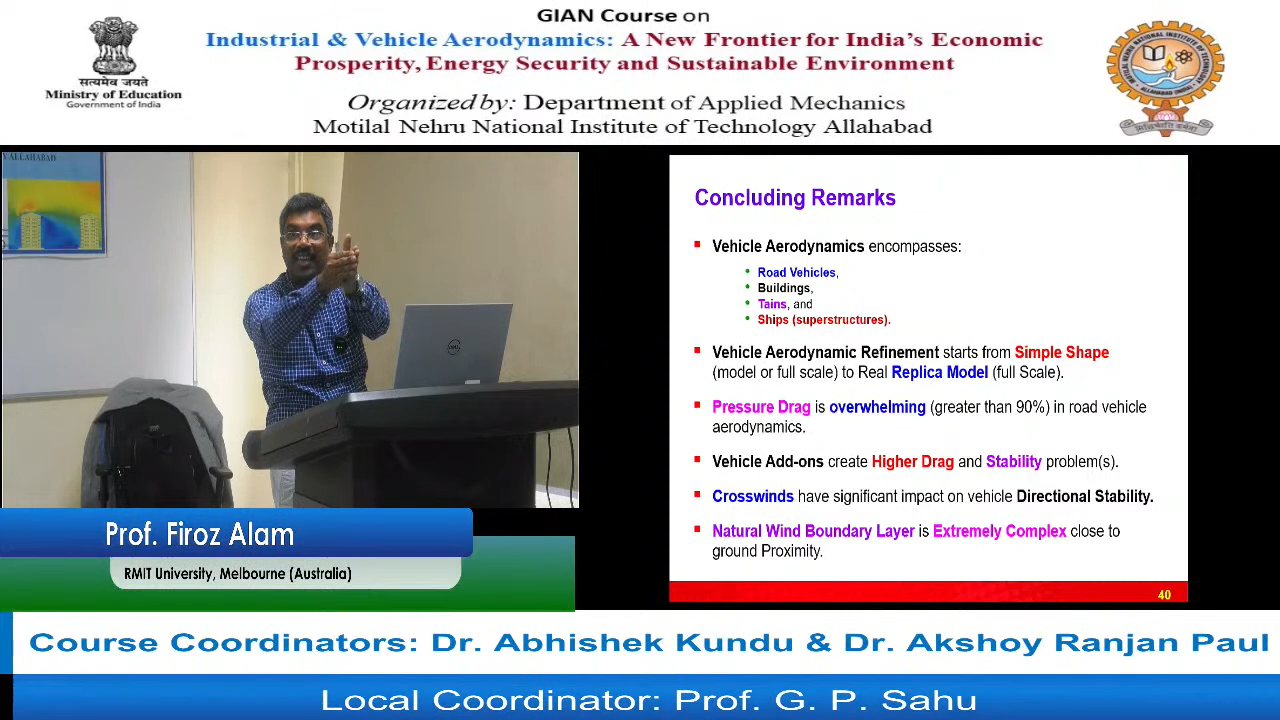 GIAN Course on
Industrial & Vehicle Aerodynamics: A New Frontier for India's Economic
Prosperity, Energy Security and Sustainable Environment
Organized by: Department of Applied Mechanics
Motilal Nehru National Institute of Technology Allahabad
सत्यमेव जयते
Ministry of Education
Government of India
Y ALLAHABAD
DELL
Concluding Remarks
Vehicle Aerodynamics encompasses:
Road Vehicles,
Buildings,
Tains, and
Ships (superstructures).
Vehicle Aerodynamic Refinement starts from Simple Shape
(model or full scale) to Real Replica Model (full Scale).
Pressure Drag is overwhelming (greater than 90%) in road vehicle
aerodynamics.
Vehicle Add-ons create Higher Drag and Stability problem(s).
Crosswinds have significant impact on vehicle Directional Stability.
Natural Wind Boundary Layer is Extremely Complex close to
ground Proximity.
40
Prof. Firoz Alam
RMIT University, Melbourne (Australia)
Course Coordinators: Dr. Abhishek Kundu & Dr. Akshoy Ranjan Paul
Local Coordinator: Prof. G. P. Sahu